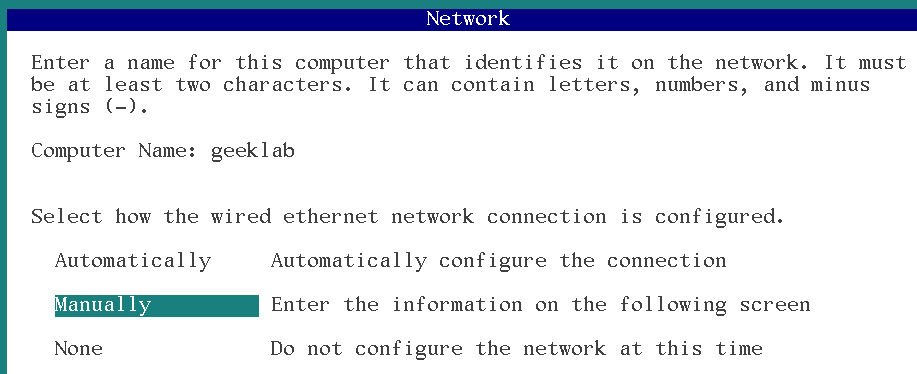 Network
Enter a name for this computer that identifies it on the network. It must
be at least two characters. It can contain letters, numbers, and minus
signs (-).
Computer Name: geeklab
Select how the wired ethernet network connection is configured.
Automatically Automatically configure the connection
Manually Enter the information on the following screen
None Do not configure the network at this time